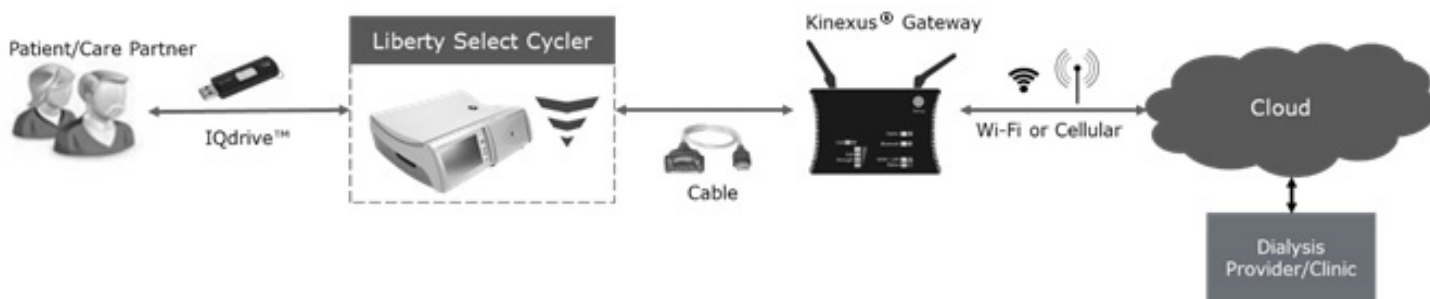 Patient/Care Partner
IQdrive™
Liberty Select Cycler
Cable
Kinexus® Gateway
Wi-Fi or Cellular
Cloud
Dialysis
Provider/Clinic